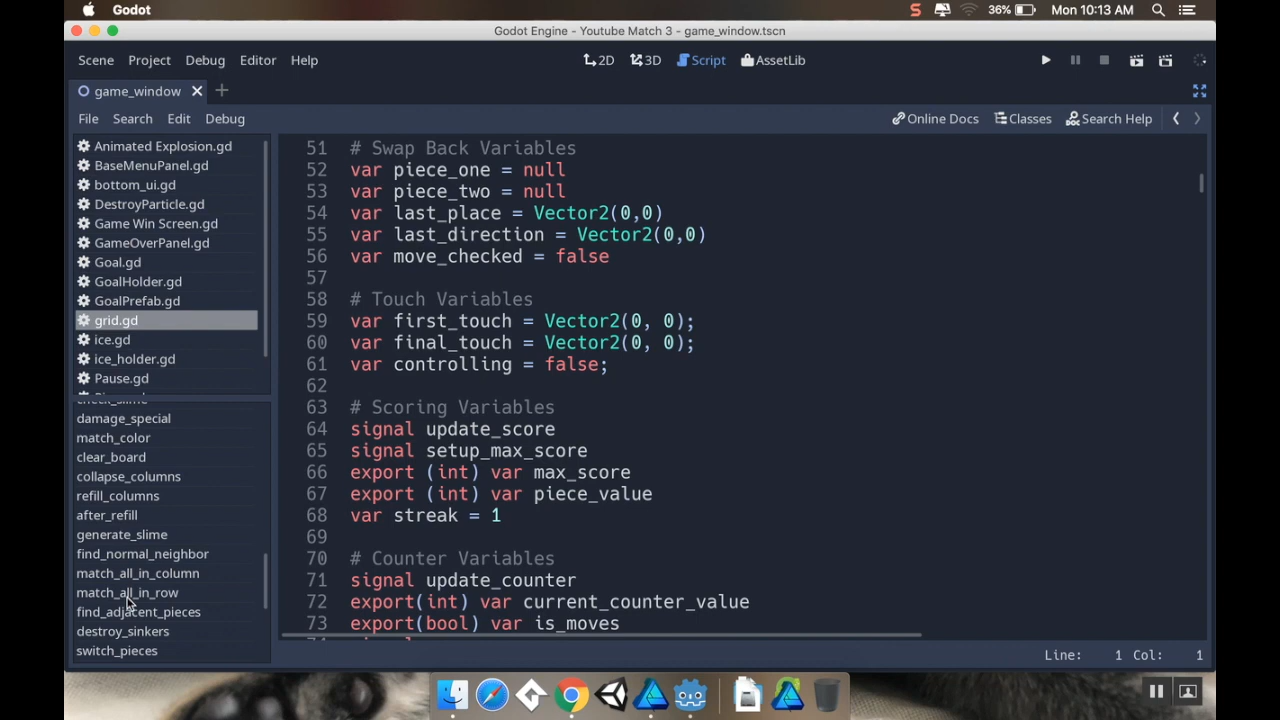 Godot
S
36%
Mon 10:13 AM
Godot Engine - Youtube Match 3 - game_window.tscn
Scene Project Debug Editor Help
2D 3D Script AssetLib
game_window
File Search Edit Debug
Online Docs Classes Search Help
Animated Explosion.gd
BaseMenuPanel.gd
bottom_ui.gd
DestroyParticle.gd
Game Win Screen.gd
GameOverPanel.gd
Goal.gd
GoalHolder.gd
GoalPrefab.gd
grid.gd
ice.gd
ice_holder.gd
Pause.gd
damage_special
match_color
clear_board
collapse_columns
refill_columns
after_refill
generate_slime
find_normal_neighbor
match_all_in_column
match_all_in_row
find_adjacent_pieces
destroy_sinkers
switch_pieces
51 # Swap Back Variables
52 var piece_one = null
53 var piece_two = null
54 var last_place = Vector2(0,0)
55 var last_direction = Vector2(0,0)
56 var move_checked = false
57
58 # Touch Variables
59 var first_touch = Vector2(0, 0);
60 var final_touch = Vector2(0, 0);
61 var controlling = false;
62
63 # Scoring Variables
64 signal update_score
65 signal setup_max_score
66 export (int) var max_score
67 export (int) var piece_value
68 var streak = 1
69
70 # Counter Variables
71 signal update_counter
72 export(int) var current_counter_value
73 export(bool) var is_moves
Line: 1 Col: 1